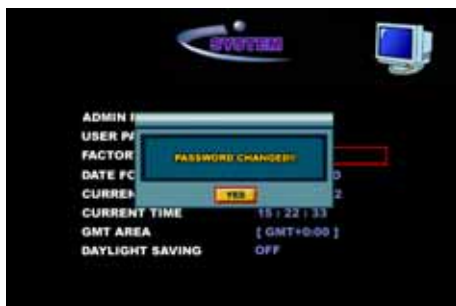 SYSTEM
ADMIN
USER
FACTOR
PASSWORD CHANGED!!
DATE FO
CURREN 2
YES
CURRENT TIME 15 : 22 : 33
GMT AREA [ GMT+0:00 ]
DAYLIGHT SAVING OFF